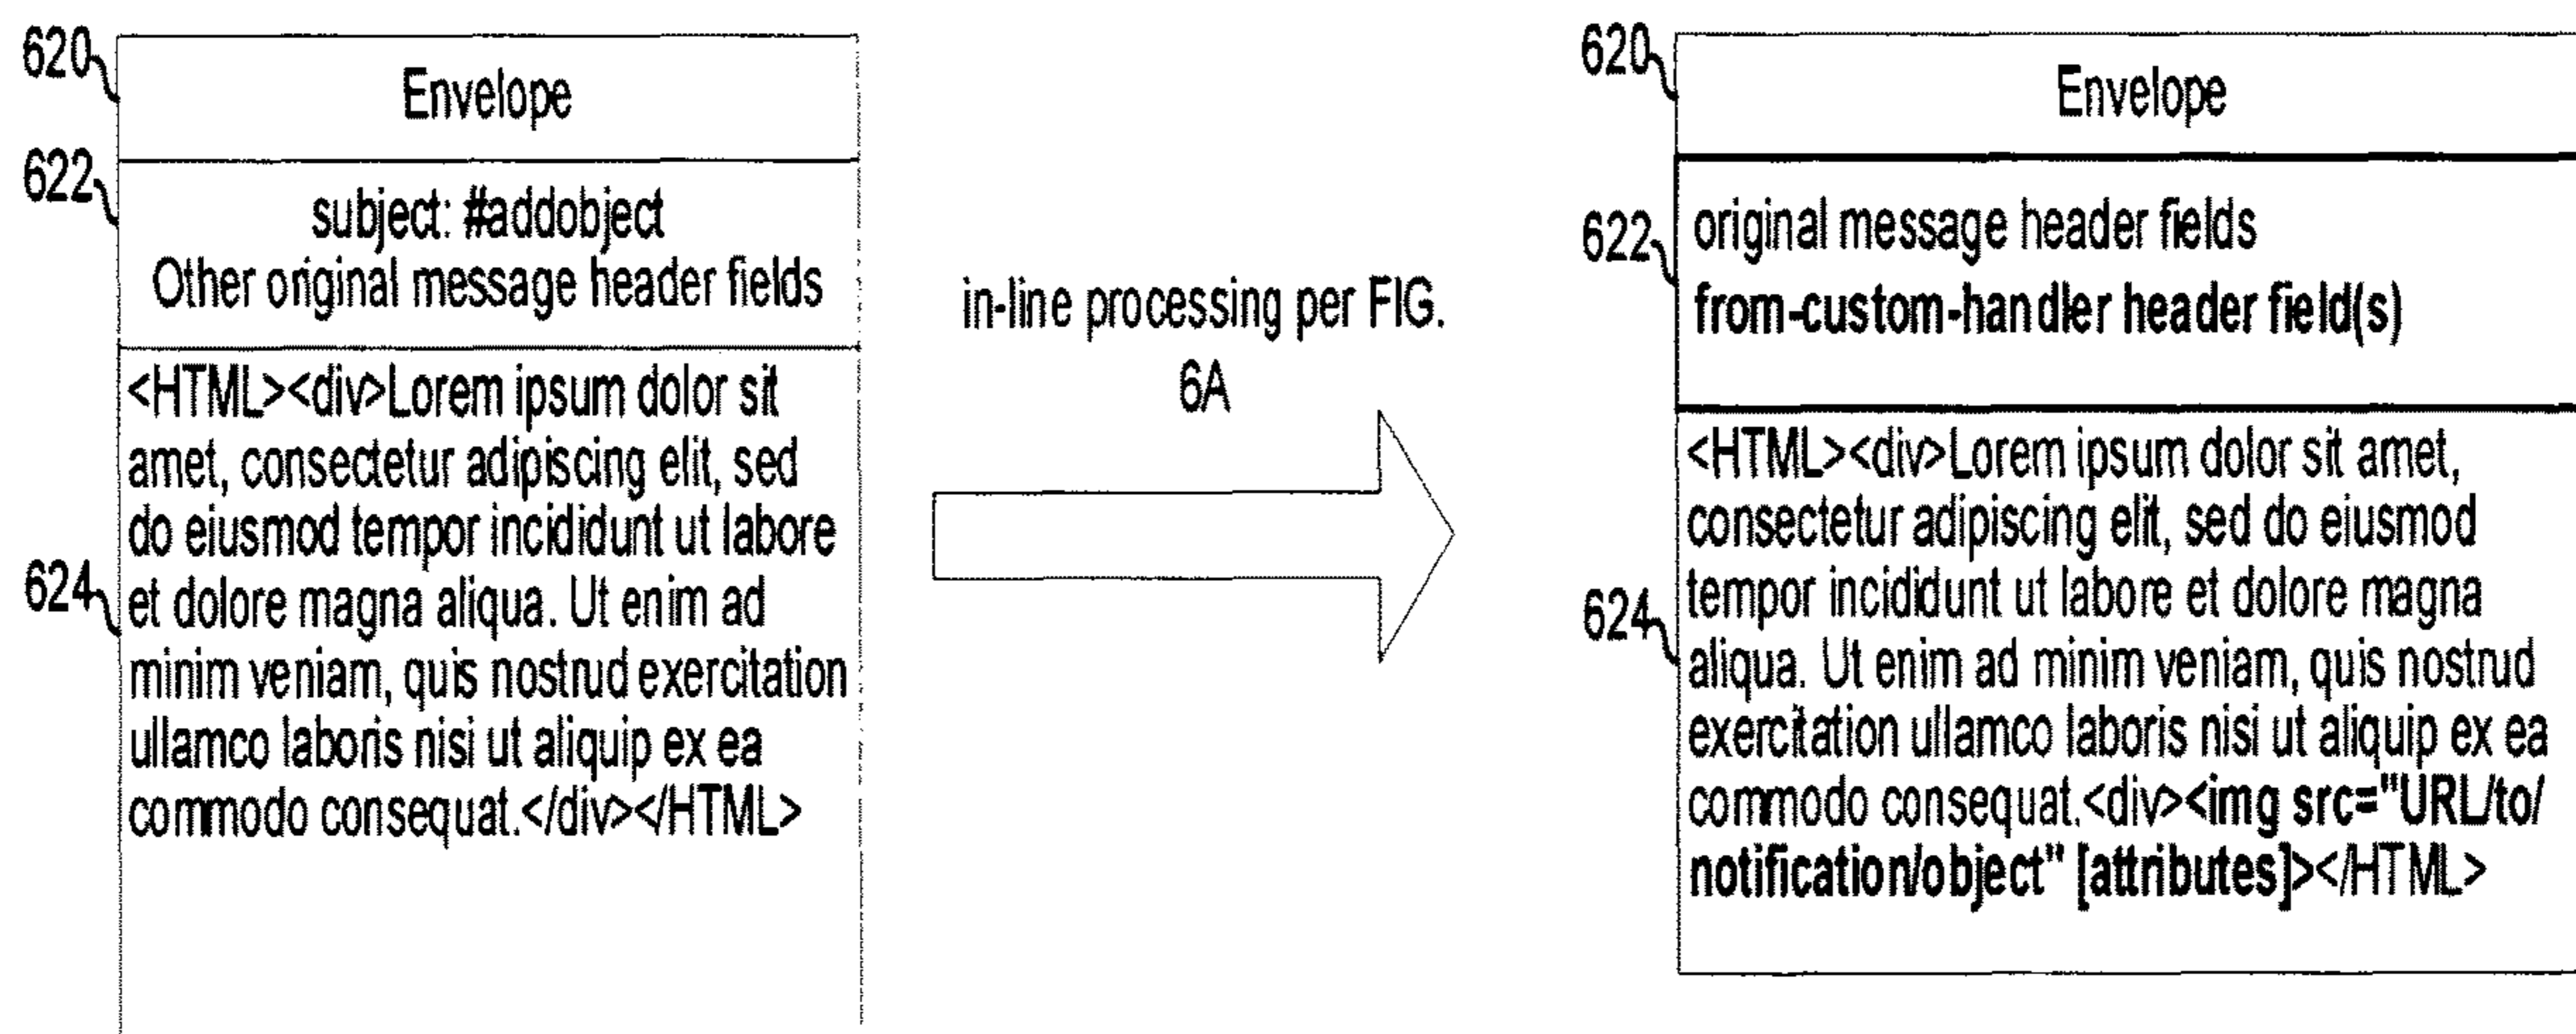 620
Envelope
622
subject: #addobject
Other original message header fields
624
<HTML><div>Lorem ipsum dolor sit
amet, consectetur adipiscing elit, sed
do eiusmod tempor incididunt ut labore
et dolore magna aliqua. Ut enim ad
minim veniam, quis nostrud exercitation
ullamco laboris nisi ut aliquip ex ea
commodo consequat.</div></HTML>
in-line processing per FIG.
6A
620
Envelope
622
original message header fields
from-custom-handler header field(s)
624
<HTML><div>Lorem ipsum dolor sit amet,
consectetur adipiscing elit, sed do eiusmod
tempor incididunt ut labore et dolore magna
aliqua. Ut enim ad minim veniam, quis nostrud
exercitation ullamco laboris nisi ut aliquip ex ea
commodo consequat.<div><img src="URL/to/
notification/object" [attributes]></HTML>